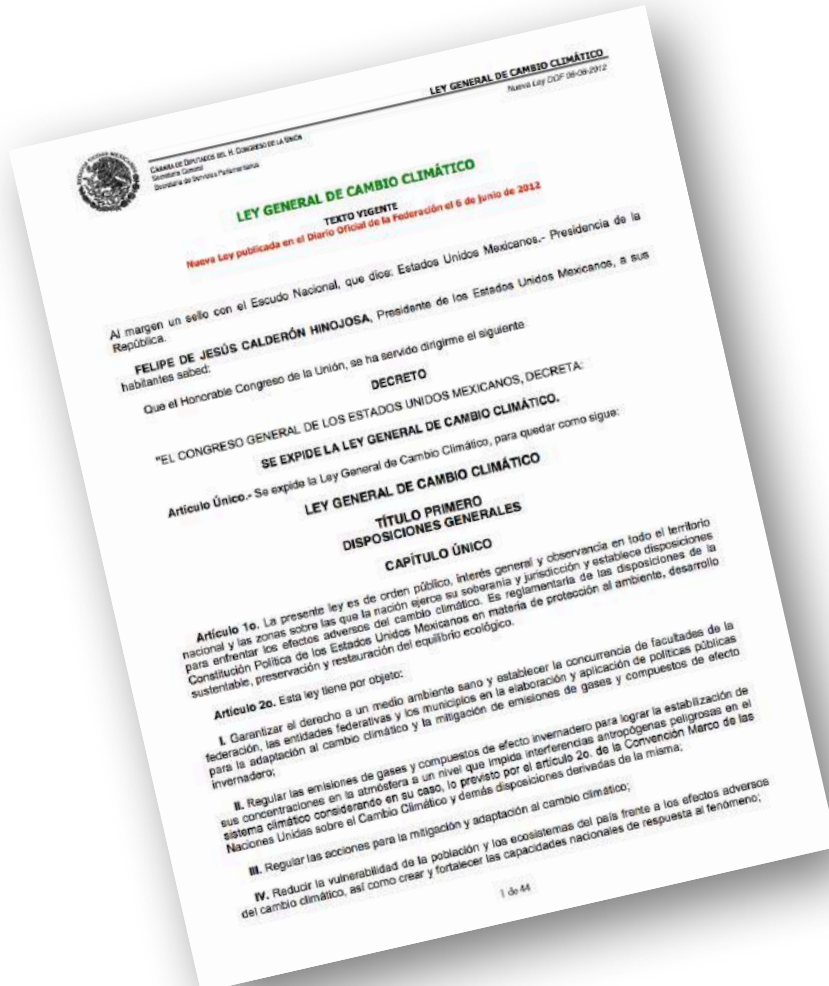 LEY GENERAL DE CAMBIO CLIMÁTICO
Nueva Ley DOF 06-06-2012
CÁMARA DE DIPUTADOS DEL H. CONGRESO DE LA UNIÓN
Secretaría General
Secretaría de Servicios Parlamentarios
LEY GENERAL DE CAMBIO CLIMÁTICO
TEXTO VIGENTE
Nueva Ley publicada en el Diario Oficial de la Federación el 6 de junio de 2012
Al margen un sello con el Escudo Nacional, que dice: Estados Unidos Mexicanos.- Presidencia de la
República.
FELIPE DE JESÚS CALDERÓN HINOJOSA, Presidente de los Estados Unidos Mexicanos, a sus
habitantes sabed:
Que el Honorable Congreso de la Unión, se ha servido dirigirme el siguiente
DECRETO
"EL CONGRESO GENERAL DE LOS ESTADOS UNIDOS MEXICANOS, DECRETA:
SE EXPIDE LA LEY GENERAL DE CAMBIO CLIMÁTICO.
Artículo Único.- Se expide la Ley General de Cambio Climático, para quedar como sigue:
LEY GENERAL DE CAMBIO CLIMÁTICO
TÍTULO PRIMERO
DISPOSICIONES GENERALES
CAPÍTULO ÚNICO
Artículo 1o. La presente ley es de orden público, interés general y observancia en todo el territorio
nacional y las zonas sobre las que la nación ejerce su soberanía y jurisdicción y establece disposiciones
para enfrentar los efectos adversos del cambio climático. Es reglamentaria de las disposiciones de la
Constitución Política de los Estados Unidos Mexicanos en materia de protección al ambiente, desarrollo
sustentable, preservación y restauración del equilibrio ecológico.
Artículo 2o. Esta ley tiene por objeto:
I. Garantizar el derecho a un medio ambiente sano y establecer la concurrencia de facultades de la
federación, las entidades federativas y los municipios en la elaboración y aplicación de políticas públicas
para la adaptación al cambio climático y la mitigación de emisiones de gases y compuestos de efecto
invernadero;
II. Regular las emisiones de gases y compuestos de efecto invernadero para lograr la estabilización de
sus concentraciones en la atmósfera a un nivel que impida interferencias antropógenas peligrosas en el
sistema climático considerando en su caso, lo previsto por el artículo 2o. de la Convención Marco de las
Naciones Unidas sobre el Cambio Climático y demás disposiciones derivadas de la misma;
III. Regular las acciones para la mitigación y adaptación al cambio climático;
IV. Reducir la vulnerabilidad de la población y los ecosistemas del país frente a los efectos adversos
del cambio climático, así como crear y fortalecer las capacidades nacionales de respuesta al fenómeno;
1 de 44